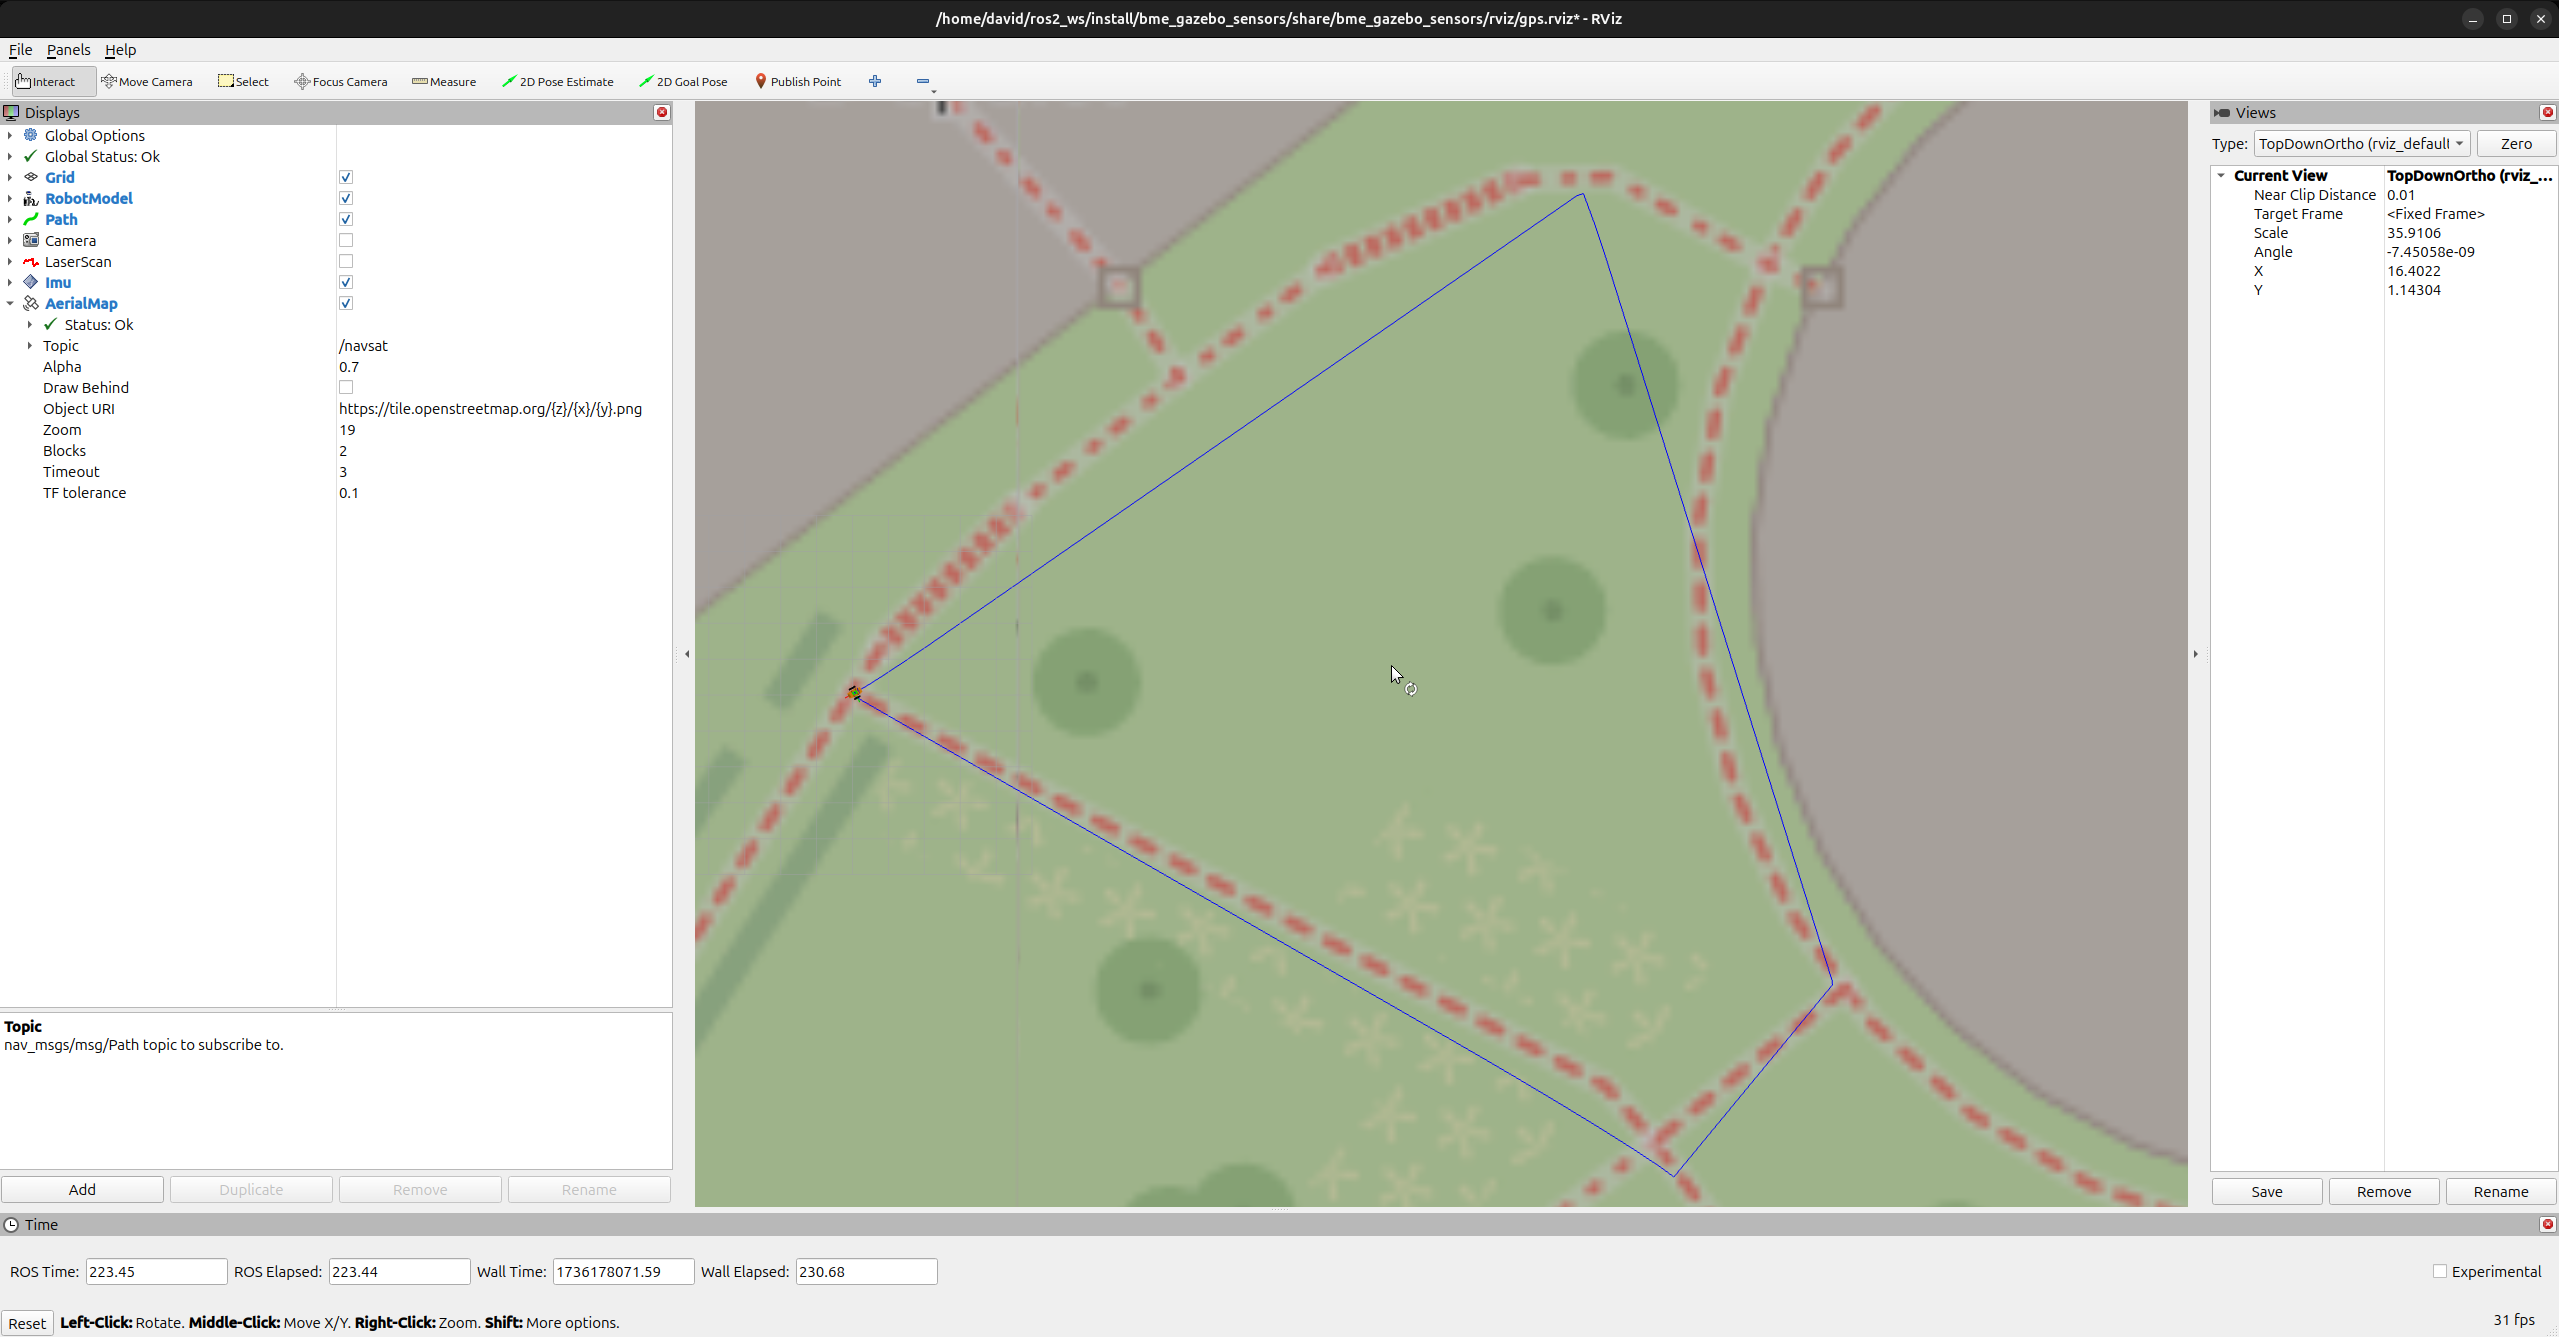 /home/david/ros2_ws/install/bme_gazebo_sensors/share/bme_gazebo_sensors/rviz/gps.rviz* - RViz
File Panels Help
Interact Move Camera Select Focus Camera Measure 2D Pose Estimate 2D Goal Pose Publish Point
Displays
Global Options
Global Status: Ok
Grid
RobotModel
Path
Camera
LaserScan
Imu
AerialMap
Status: Ok
Topic /navsat
Alpha 0.7
Draw Behind
Object URI https://tile.openstreetmap.org/{z}/{x}/{y}.png
Zoom 19
Blocks 2
Timeout 3
TF tolerance 0.1
Topic
nav_msgs/msg/Path topic to subscribe to.
Add Duplicate Remove Rename
Views
Type: TopDownOrtho (rviz_default Zero
Current View TopDownOrtho (rviz_...
Near Clip Distance 0.01
Target Frame <Fixed Frame>
Scale 35.9106
Angle -7.45058e-09
X 16.4022
Y 1.14304
Save Remove Rename
Time
ROS Time: 223.45 ROS Elapsed: 223.44 Wall Time: 1736178071.59 Wall Elapsed: 230.68 Experimental
Reset Left-Click: Rotate. Middle-Click: Move X/Y. Right-Click: Zoom. Shift: More options. 31 fps